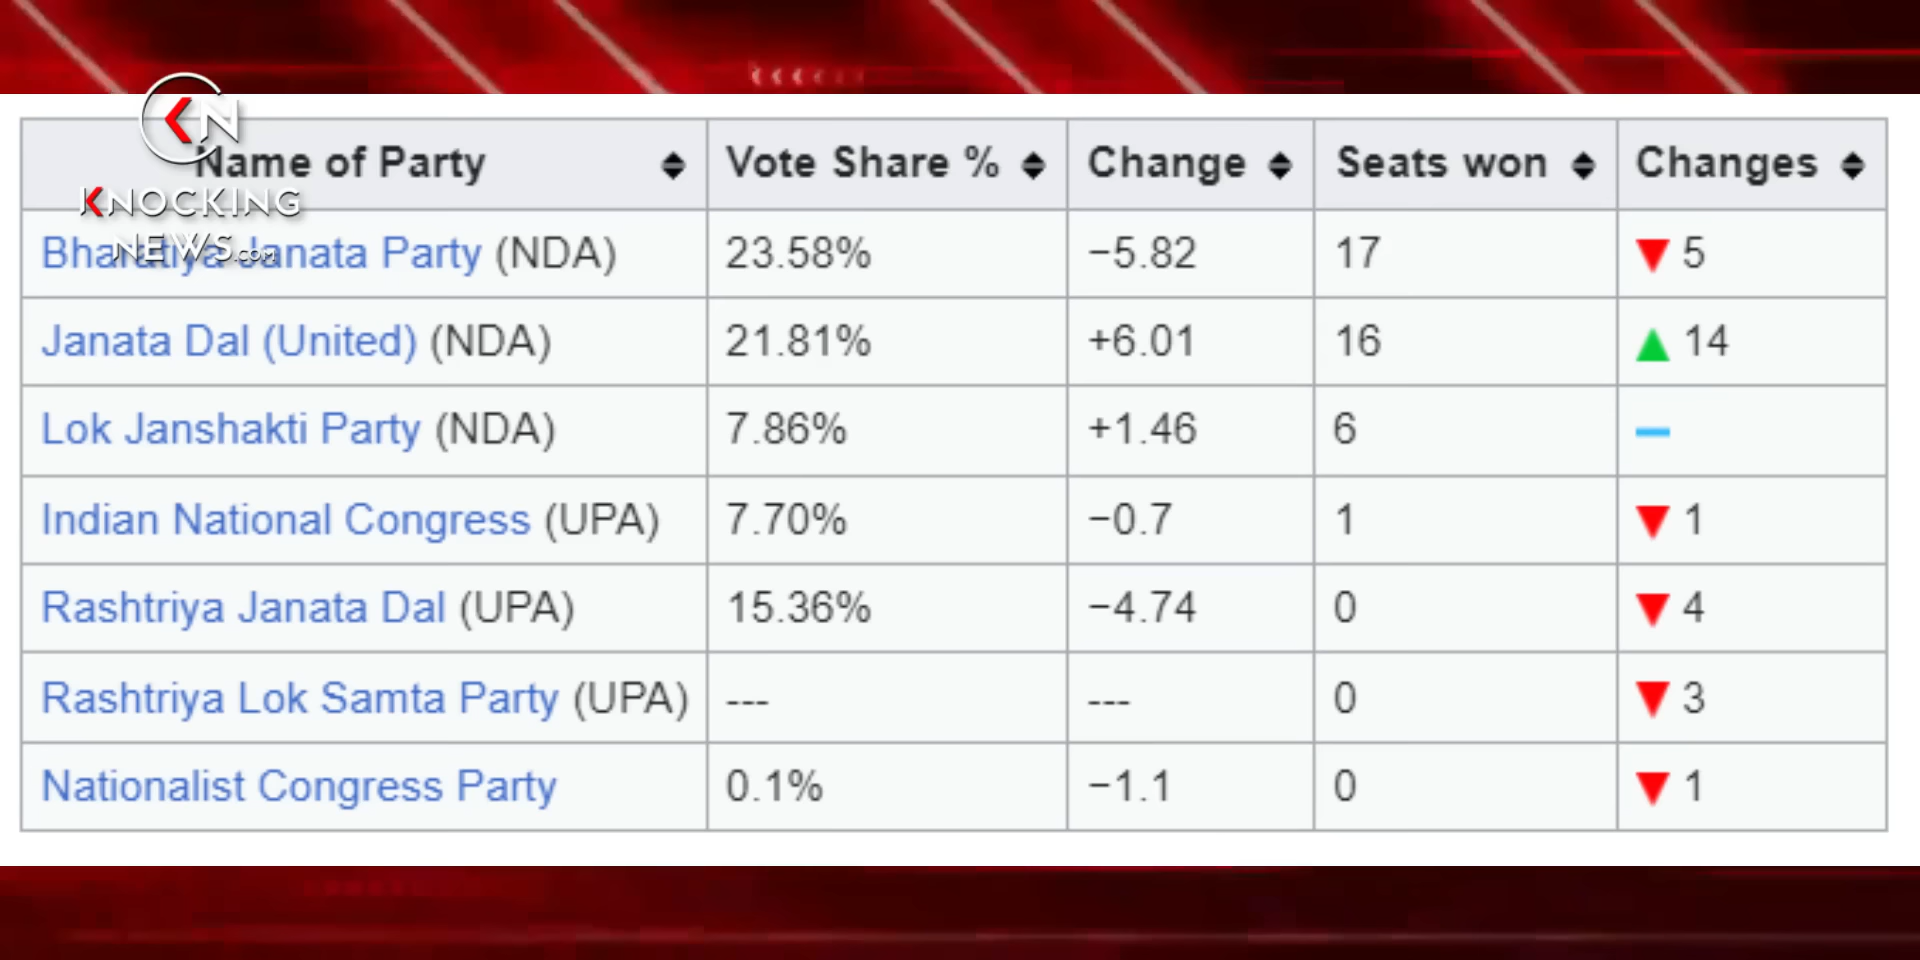 KN
KNOCKING
NEWS.com
Name of Party Vote Share % Change Seats won Changes
Bharatiya Janata Party (NDA) 23.58% −5.82 17 ▼ 5
Janata Dal (United) (NDA) 21.81% +6.01 16 ▲ 14
Lok Janshakti Party (NDA) 7.86% +1.46 6 –
Indian National Congress (UPA) 7.70% −0.7 1 ▼ 1
Rashtriya Janata Dal (UPA) 15.36% −4.74 0 ▼ 4
Rashtriya Lok Samta Party (UPA) --- --- 0 ▼ 3
Nationalist Congress Party 0.1% −1.1 0 ▼ 1